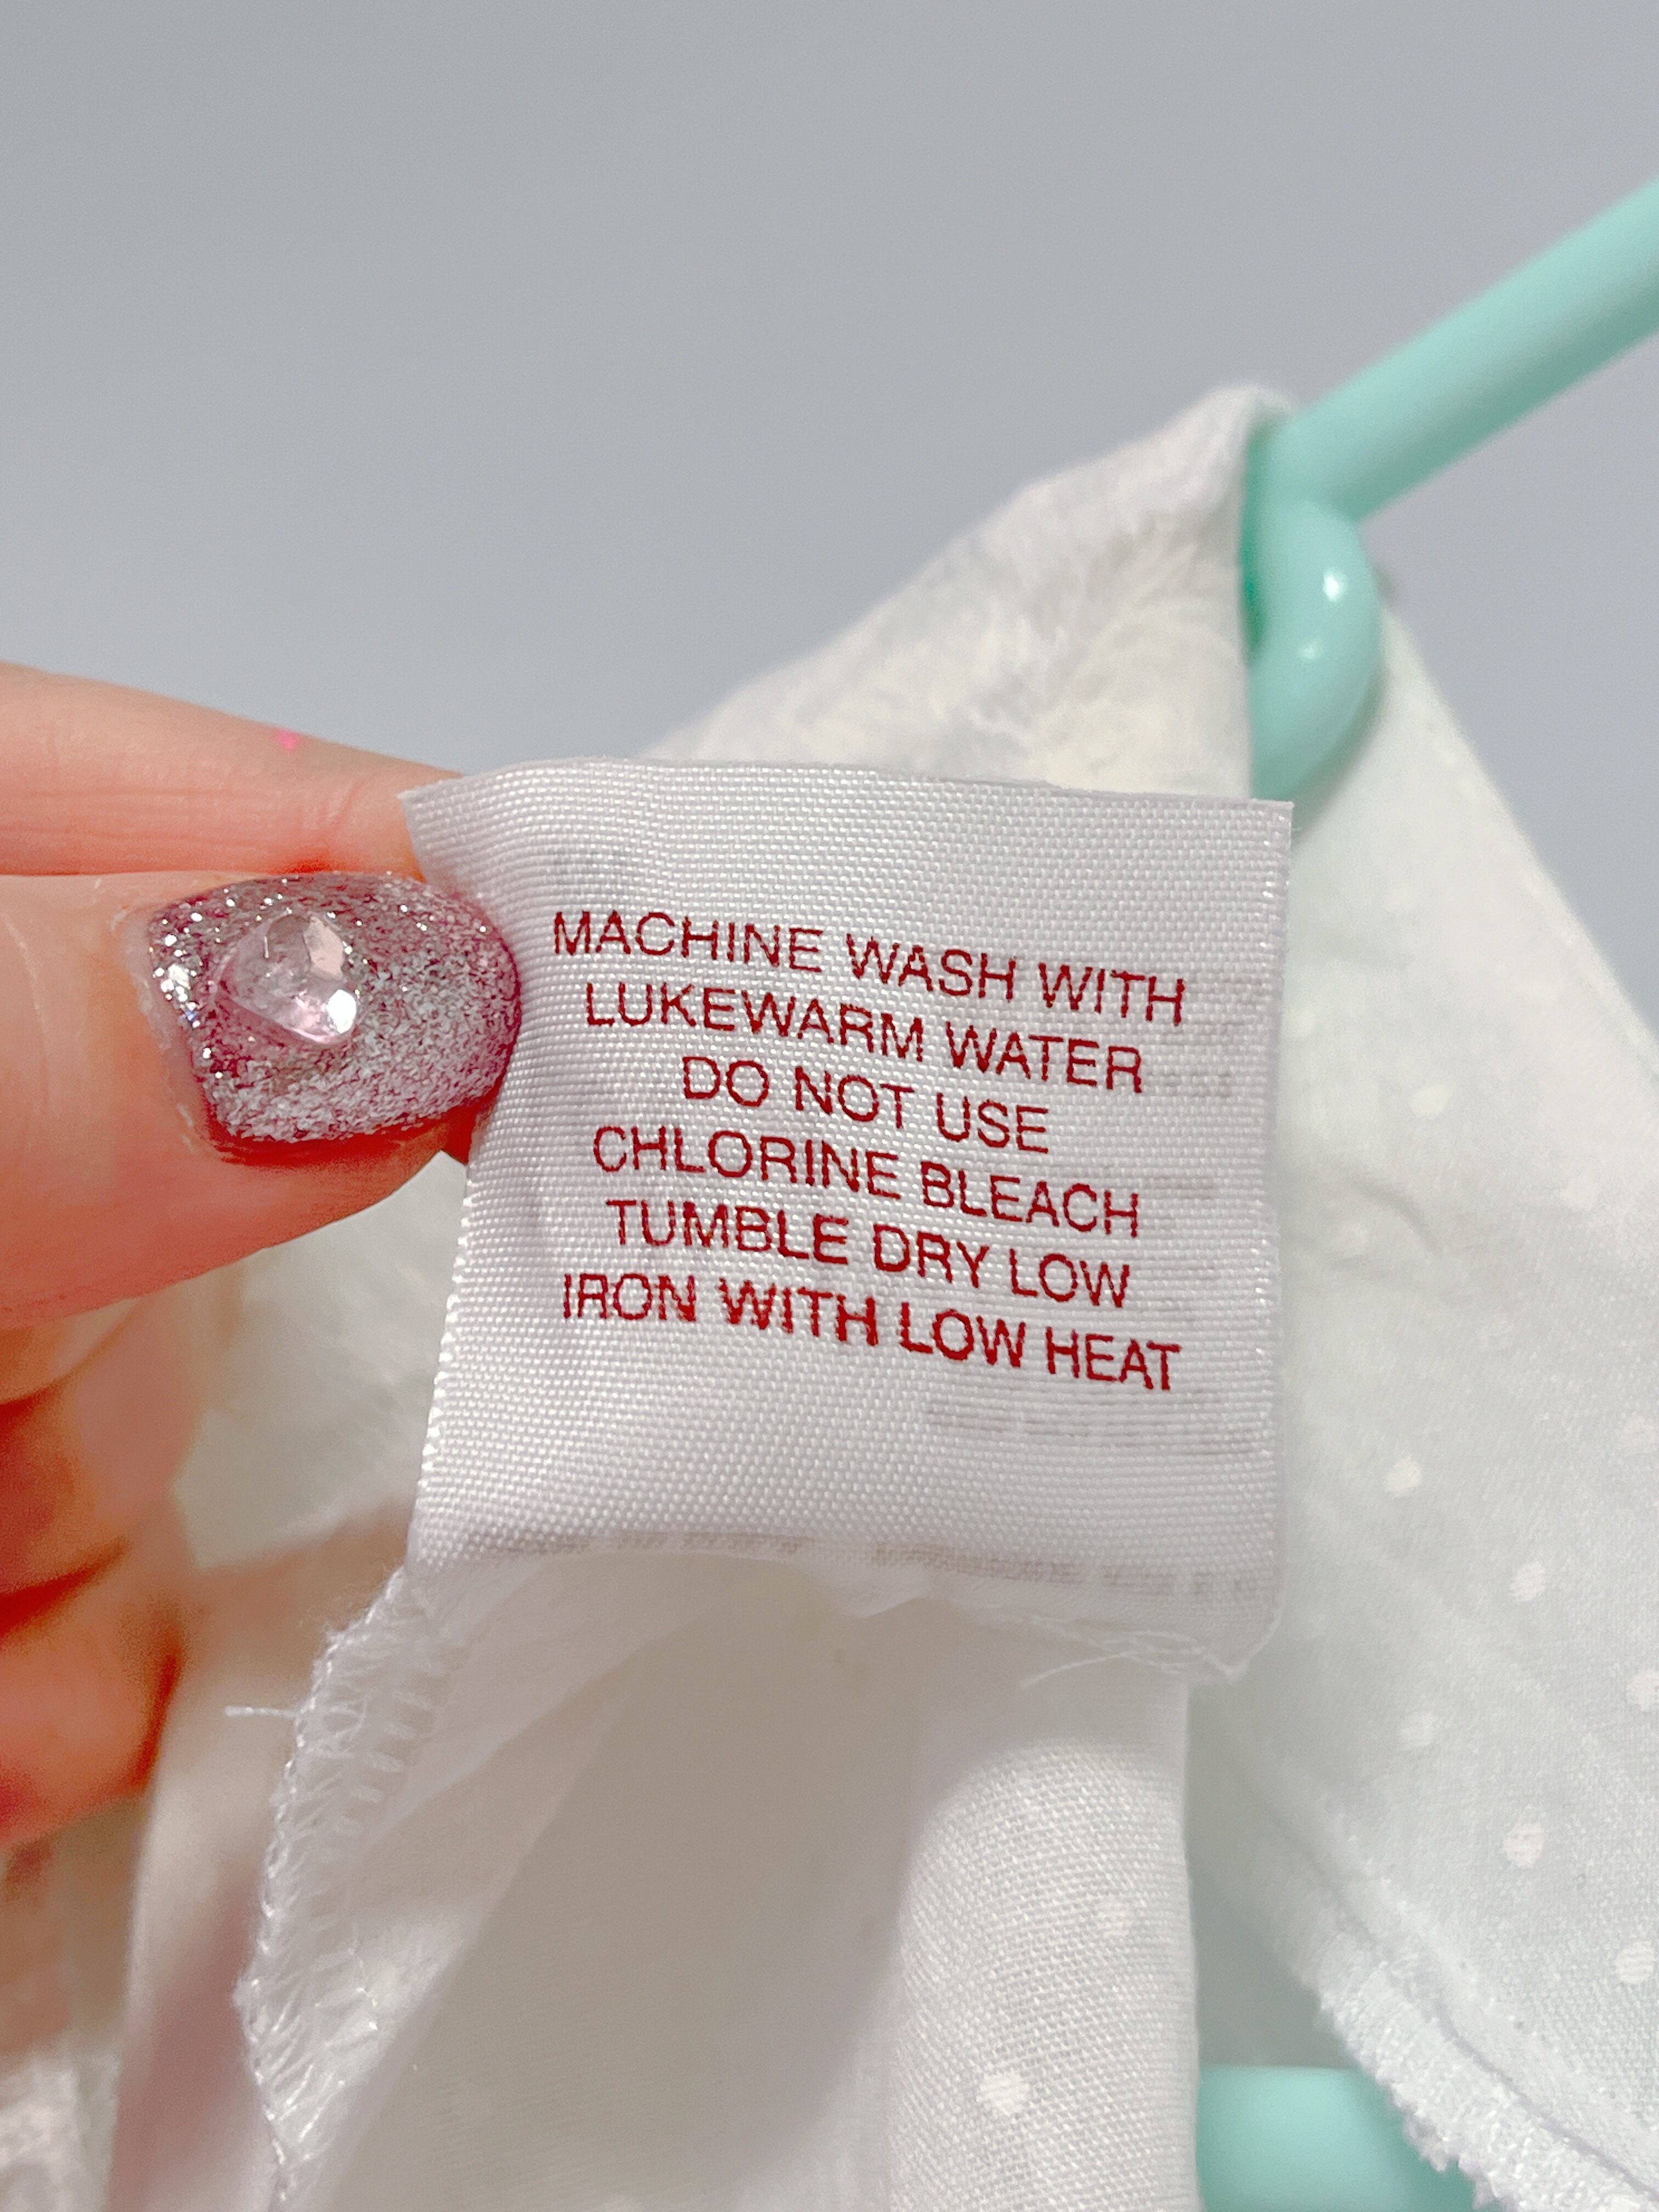 MACHINE WASH WITH
LUKEWARM WATER
DO NOT USE
CHLORINE BLEACH
TUMBLE DRY LOW
IRON WITH LOW HEAT